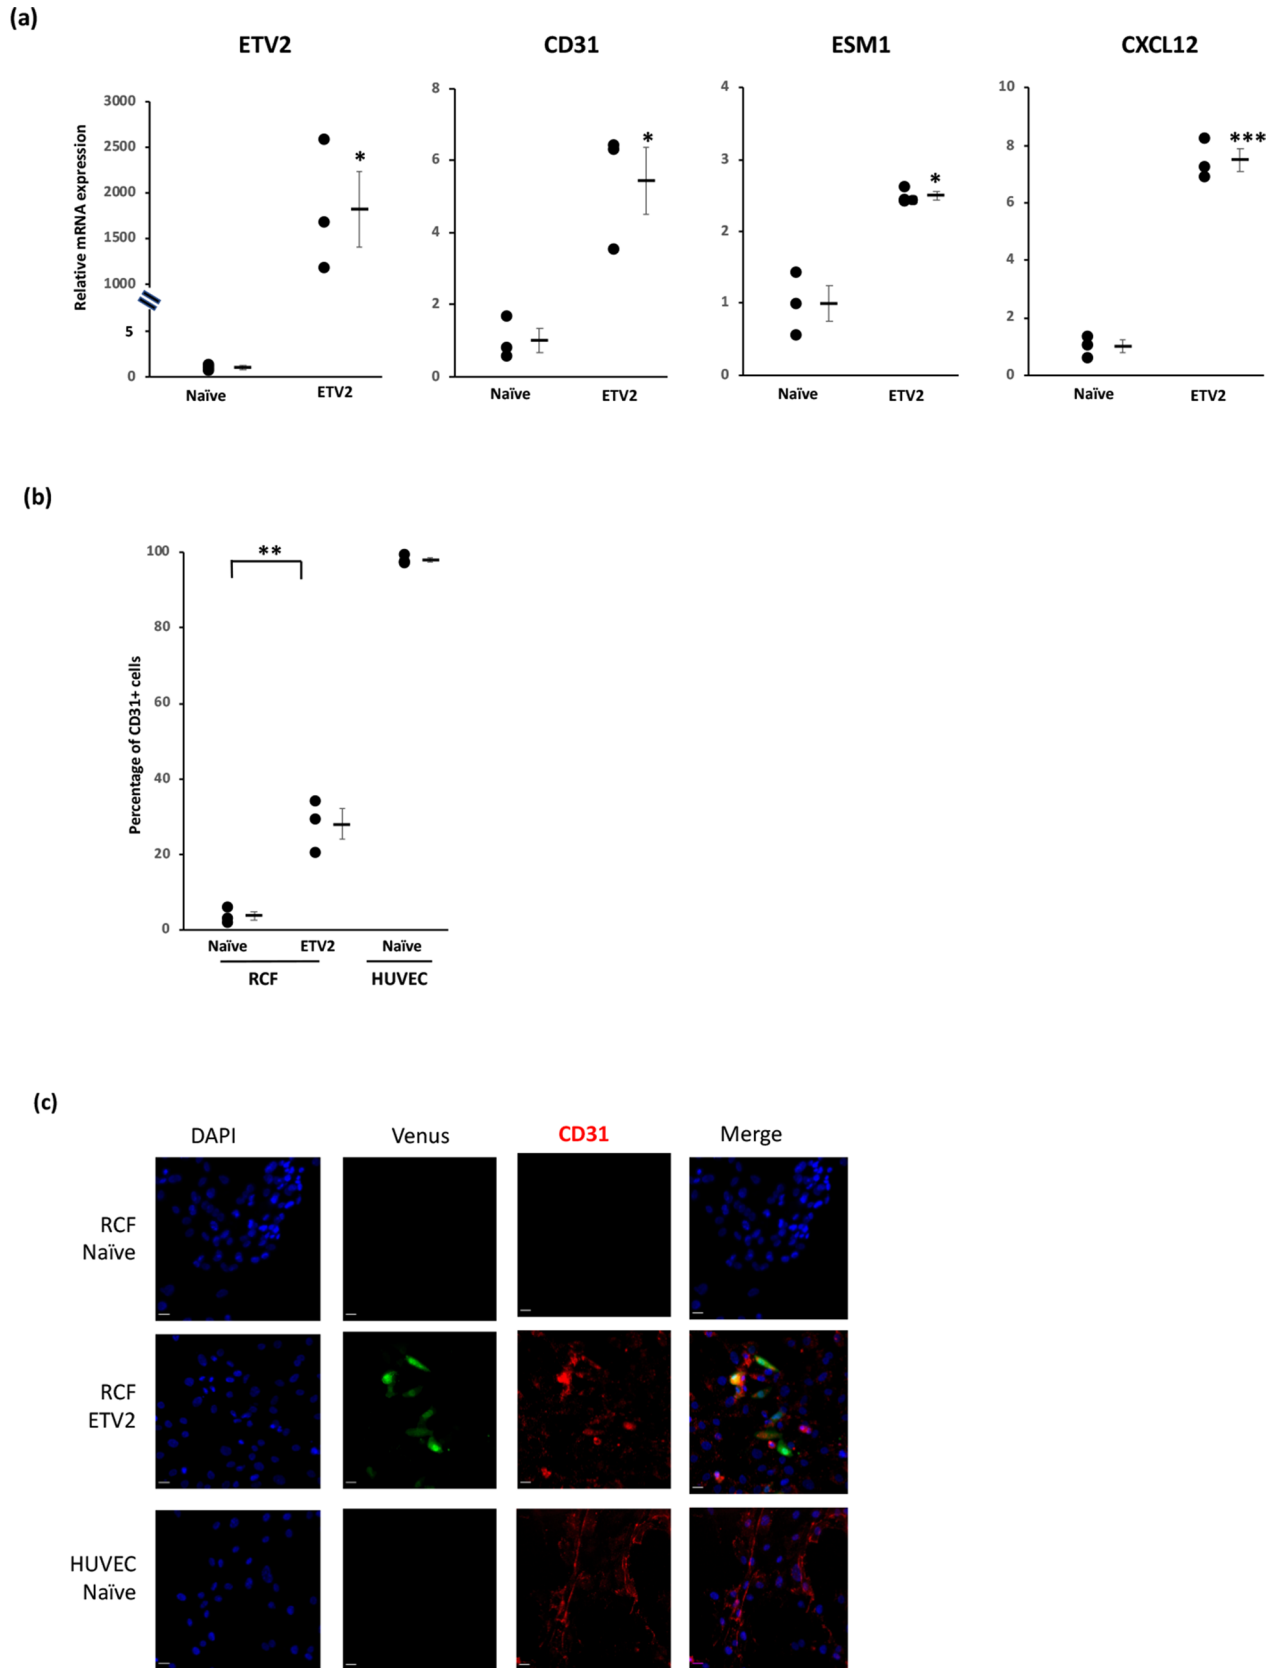 (a)
ETV2
CD31
ESM1
CXCL12
Relative mRNA expression
3000
2500
2000
1500
1000
5
0
*
Naïve
ETV2
8
6
4
2
0
*
Naïve
ETV2
4
3
2
1
0
*
Naïve
ETV2
10
8
6
4
2
0
***
Naïve
ETV2
(b)
Percentage of CD31+ cells
100
80
60
40
20
0
**
Naïve
ETV2
Naïve
RCF
HUVEC
(c)
DAPI
Venus
CD31
Merge
RCF
Naïve
RCF
ETV2
HUVEC
Naïve